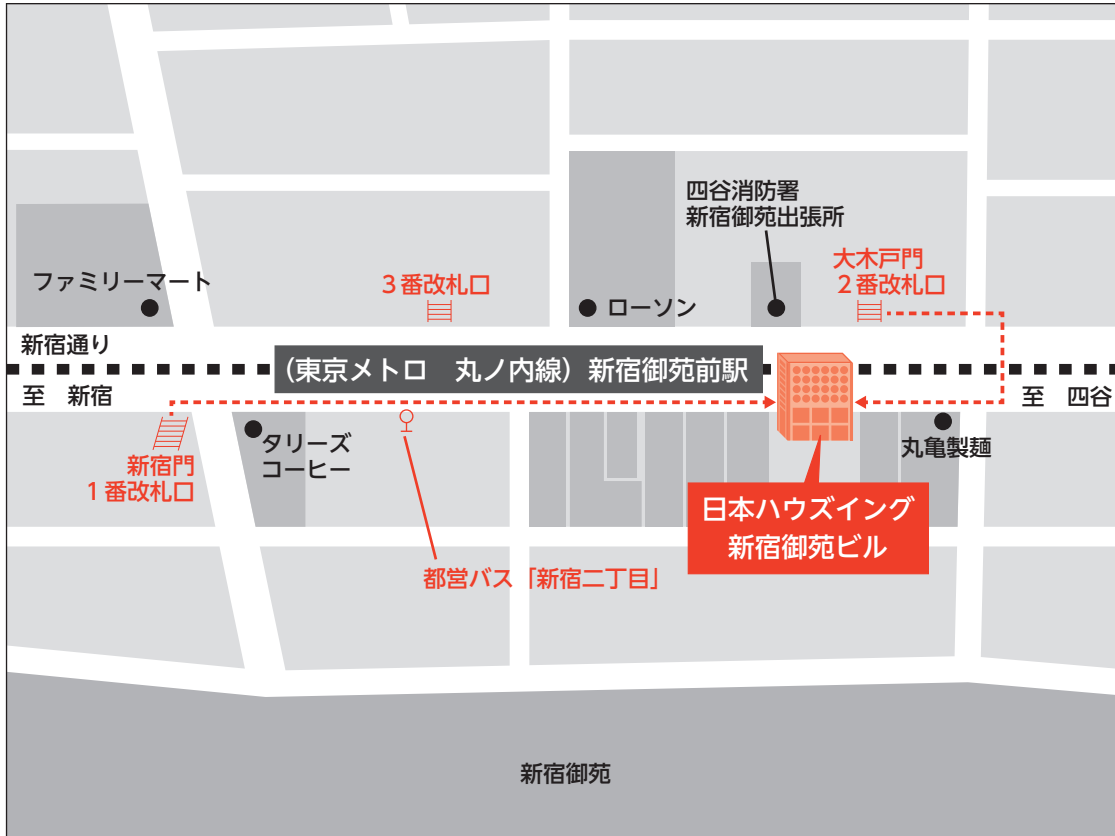 四谷消防署
新宿御苑出張所
大木戸門
2番改札口
ファミリーマート
3番改札口
ローソン
新宿通り
(東京メトロ 丸ノ内線) 新宿御苑前駅
至 新宿
至 四谷
タリーズ
コーヒー
丸亀製麺
新宿門
1番改札口
日本ハウズイング
新宿御苑ビル
都営バス「新宿二丁目」
新宿御苑